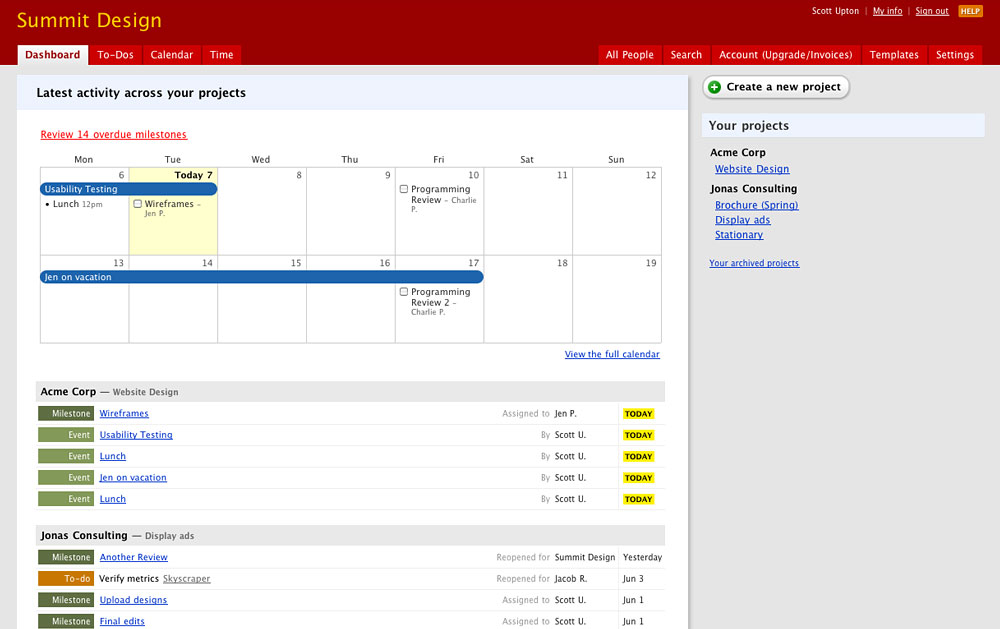 Scott Upton | My info | Sign out HELP
Summit Design
Dashboard To-Dos Calendar Time All People Search Account (Upgrade/Invoices) Templates Settings
Latest activity across your projects
Create a new project
Your projects
Acme Corp
Website Design
Jonas Consulting
Brochure (Spring)
Display ads
Stationary
Your archived projects
Review 14 overdue milestones
Mon Tue Wed Thu Fri Sat Sun
6 Today 7 8 9 10 11 12
Usability Testing
• Lunch 12pm
Wireframes – 
Jen P.
Programming
Review – Charlie
P.
13 14 15 16 17 18 19
Jen on vacation
Programming
Review 2 –
Charlie P.
View the full calendar
Acme Corp — Website Design
Milestone Wireframes Assigned to Jen P. TODAY
Event Usability Testing By Scott U. TODAY
Event Lunch By Scott U. TODAY
Event Jen on vacation By Scott U. TODAY
Event Lunch By Scott U. TODAY
Jonas Consulting — Display ads
Milestone Another Review Reopened for Summit Design Yesterday
To-do Verify metrics Skyscraper Reopened for Jacob R. Jun 3
Milestone Upload designs Assigned to Scott U. Jun 1
Milestone Final edits Assigned to Scott U. Jun 1